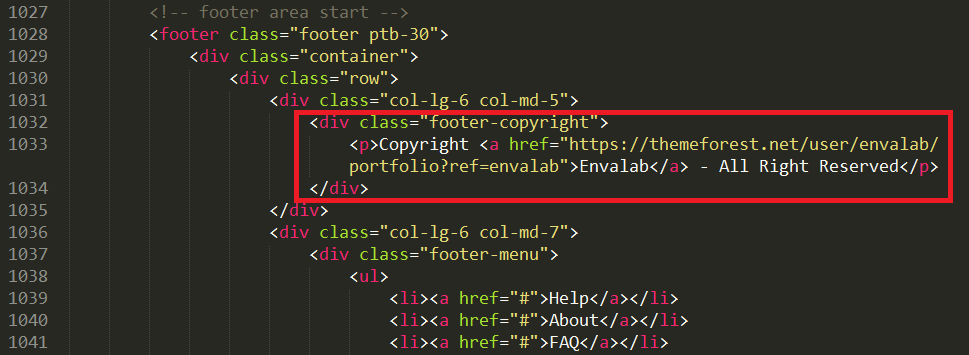 1027 <!-- footer area start -->
1028 <footer class="footer ptb-30">
1029 <div class="container">
1030 <div class="row">
1031 <div class="col-lg-6 col-md-5">
1032 <div class="footer-copyright">
1033 <p>Copyright <a href="https://themeforest.net/user/envalab/
portfolio?ref=envalab">Envalab</a> - All Right Reserved</p>
1034 </div>
1035 </div>
1036 <div class="col-lg-6 col-md-7">
1037 <div class="footer-menu">
1038 <ul>
1039 <li><a href="#">Help</a></li>
1040 <li><a href="#">About</a></li>
1041 <li><a href="#">FAQ</a></li>